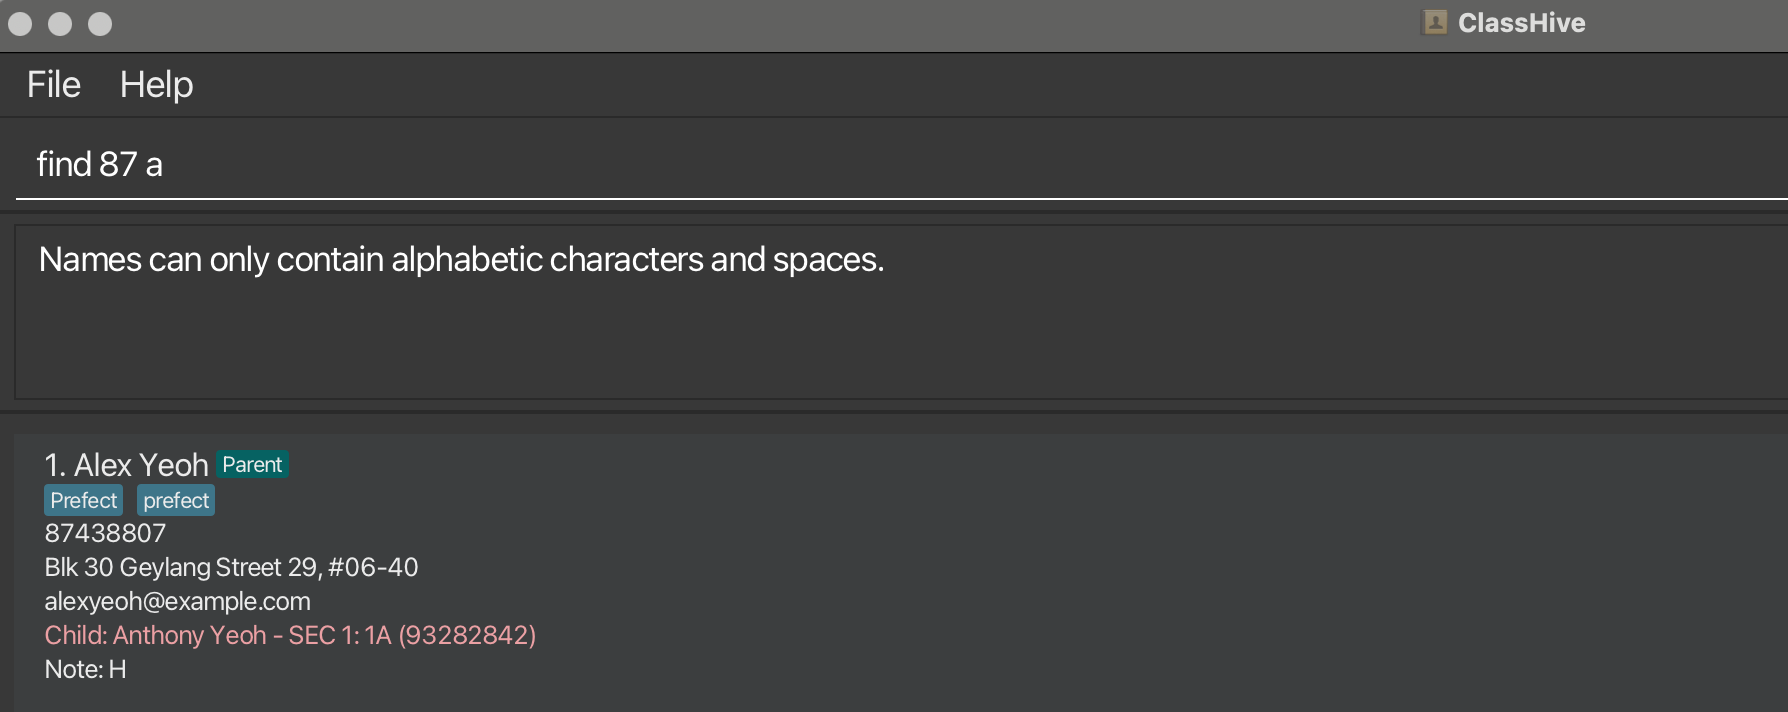 ClassHive
File Help
find 87 a
Names can only contain alphabetic characters and spaces.
1. Alex Yeoh Parent
Prefect prefect
87438807
Blk 30 Geylang Street 29, #06-40
alexyeoh@example.com
Child: Anthony Yeoh - SEC 1: 1A (93282842)
Note: H